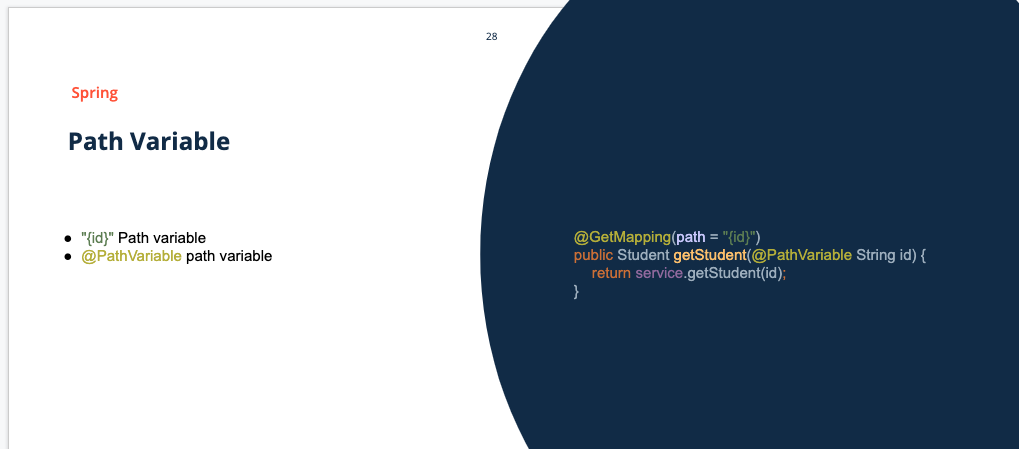 28
Spring
Path Variable
● "{id}" Path variable
● @PathVariable path variable
@GetMapping(path = "{id}")
public Student getStudent(@PathVariable String id) {
    return service.getStudent(id);
}